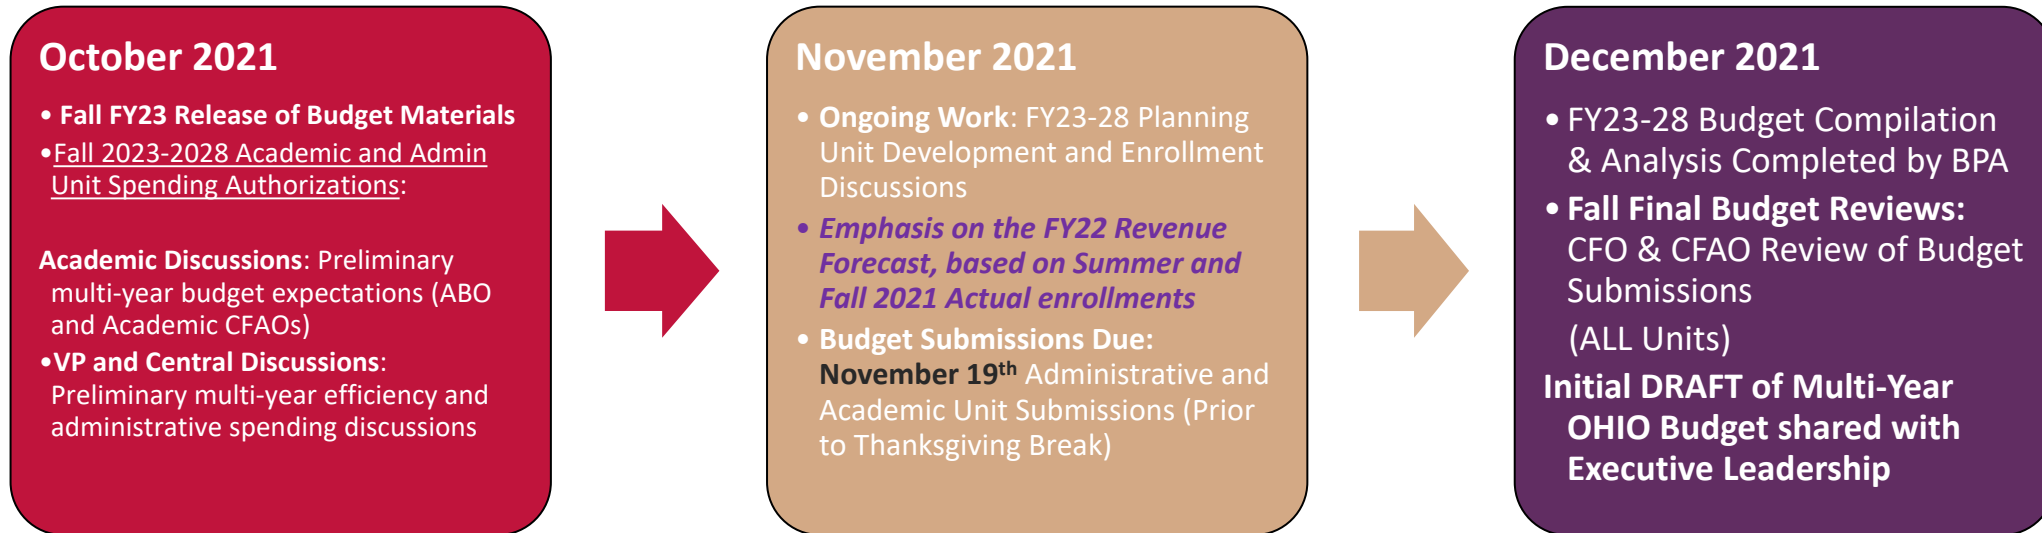 October 2021
• Fall FY23 Release of Budget Materials
•Fall 2023-2028 Academic and Admin
Unit Spending Authorizations:
Academic Discussions: Preliminary
multi-year budget expectations (ABO
and Academic CFAOs)
•VP and Central Discussions:
Preliminary multi-year efficiency and
administrative spending discussions
November 2021
• Ongoing Work: FY23-28 Planning
Unit Development and Enrollment
Discussions
• Emphasis on the FY22 Revenue
Forecast, based on Summer and
Fall 2021 Actual enrollments
• Budget Submissions Due:
November 19th Administrative and
Academic Unit Submissions (Prior
to Thanksgiving Break)
December 2021
• FY23-28 Budget Compilation
& Analysis Completed by BPA
• Fall Final Budget Reviews:
CFO & CFAO Review of Budget
Submissions
(ALL Units)
Initial DRAFT of Multi-Year
OHIO Budget shared with
Executive Leadership